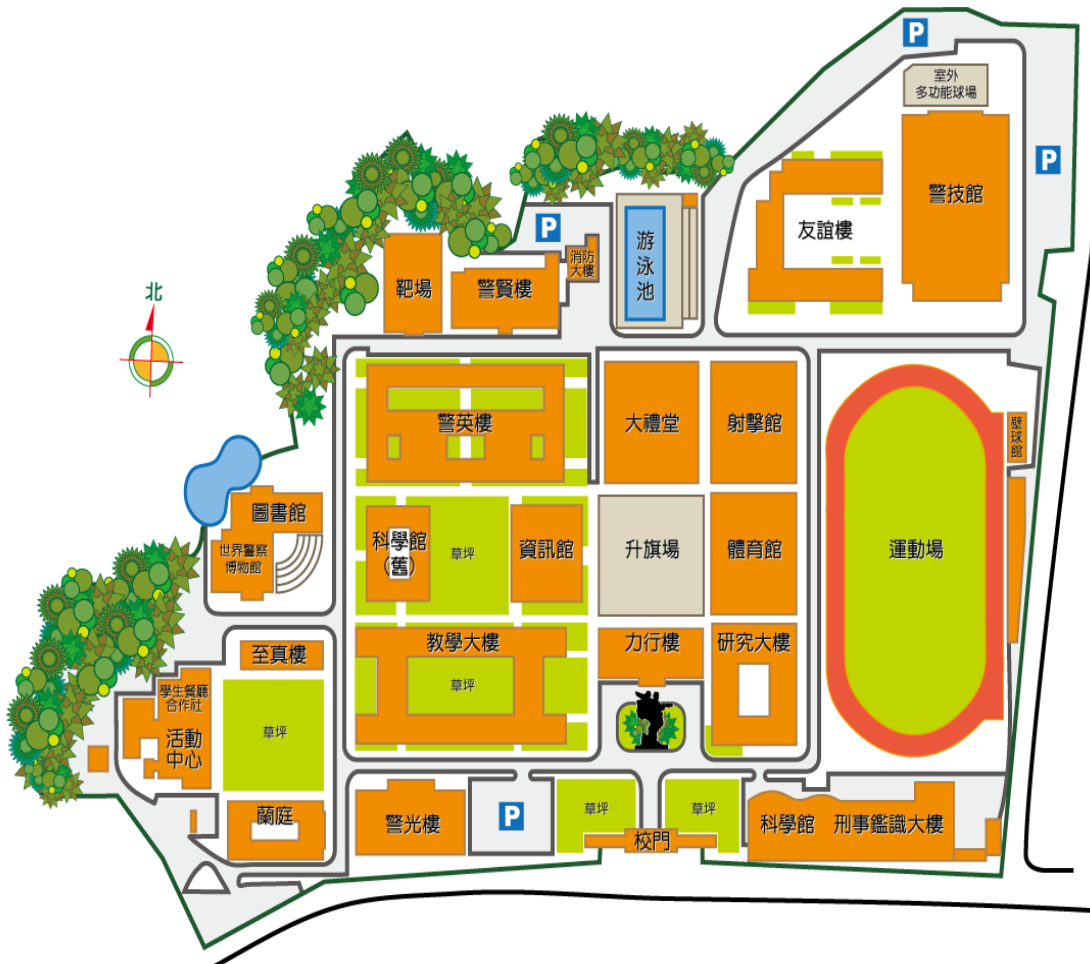 P
室外
多功能球場
P
警技館
友誼樓
P
游
泳
池
消防
大樓
靶場
警賢樓
北
警英樓
大禮堂
射擊館
壁
球
館
圖書館
世界警察
博物館
科學館
(舊)
草坪
資訊館
升旗場
體育館
運動場
教學大樓
草坪
力行樓
研究大樓
至真樓
學生餐廳
合作社
活動
中心
草坪
蘭庭
警光樓
P
草坪
草坪
校門
科學館
刑事鑑識大樓